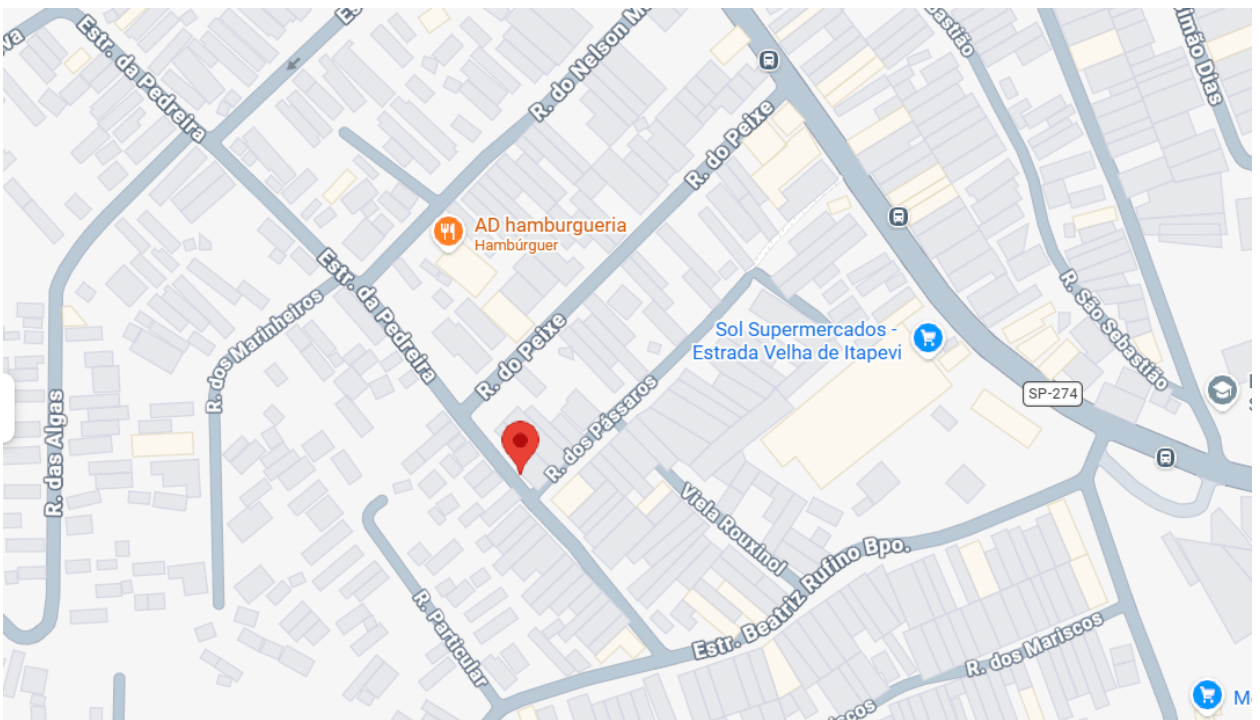 Estr. da Pedreira
R. do Nelson M
R. do Peixe
AD hamburgueria
Hambúrguer
Estr. da Pedreira
R. dos Marinheiros
R. do Peixe
R. das Algas
R. dos Pássaros
Sol Supermercados -
Estrada Velha de Itapevi
SP-274
R. São Sebastião
Viela Rouxinol
R. Particular
Estr. Beatriz Rufino Bpo.
R. dos Mariscos